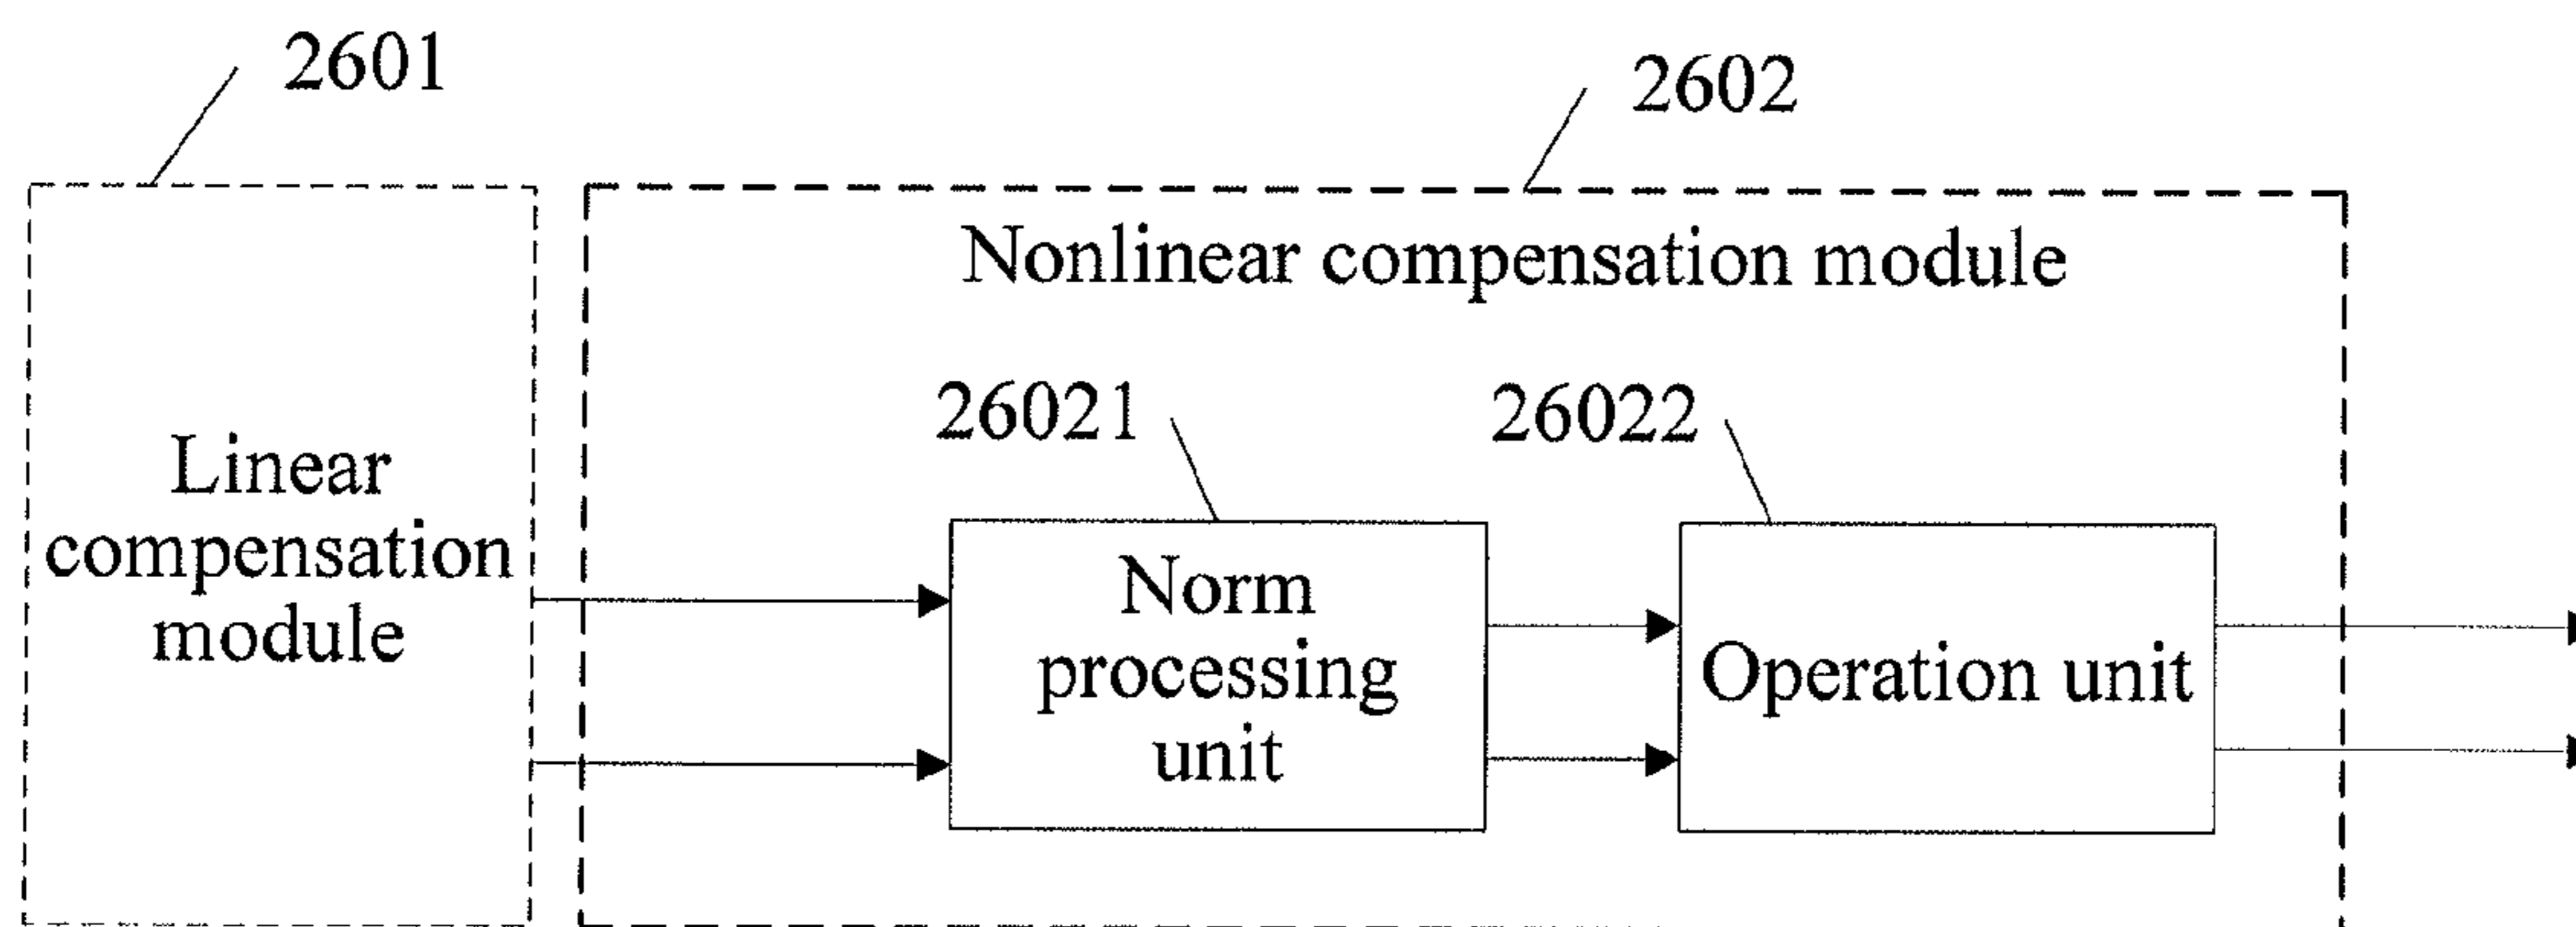 2601
2602
Nonlinear compensation module
26021
26022
Linear
compensation
module
Norm
processing
unit
Operation unit